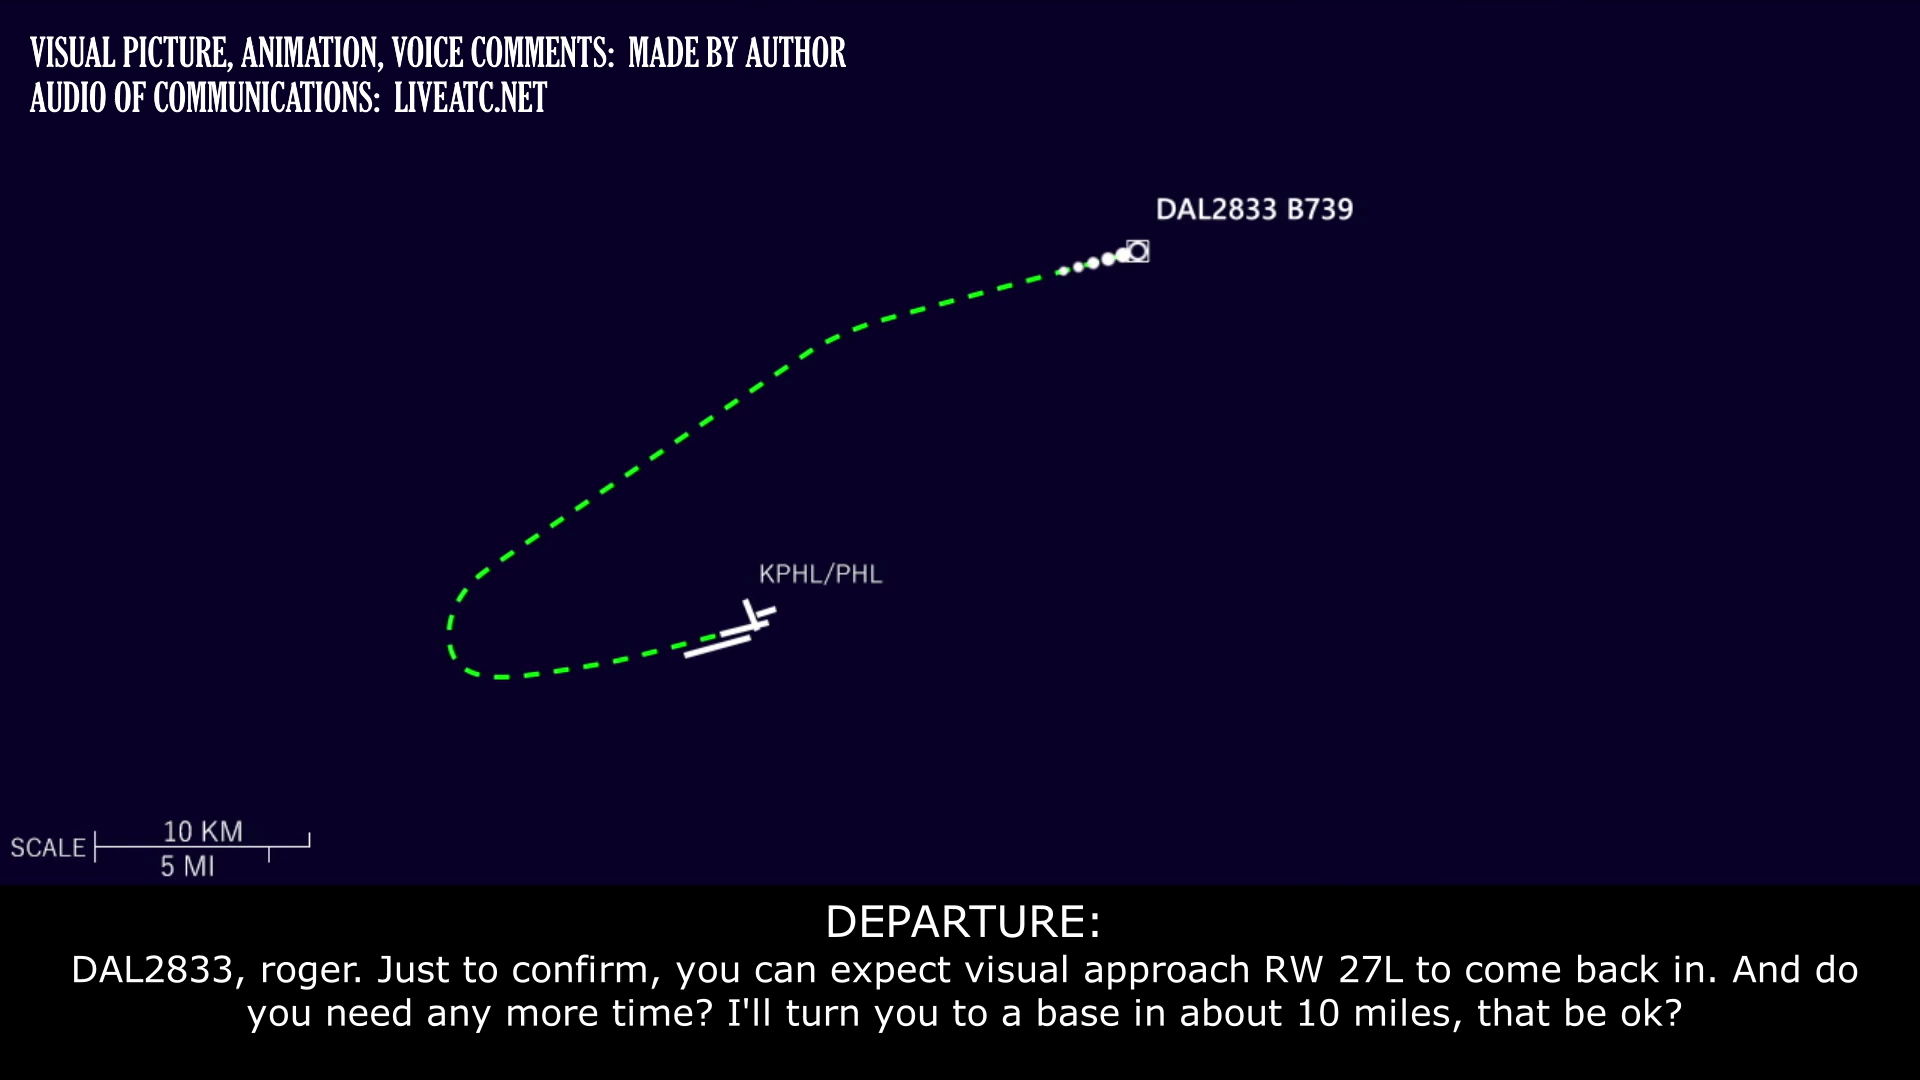 VISUAL PICTURE, ANIMATION, VOICE COMMENTS: MADE BY AUTHOR
AUDIO OF COMMUNICATIONS: LIVEATC.NET
DAL2833 B739
KPHL/PHL
10 KM
SCALE
5 MI
DEPARTURE:
DAL2833, roger. Just to confirm, you can expect visual approach RW 27L to come back in. And do
you need any more time? I'll turn you to a base in about 10 miles, that be ok?